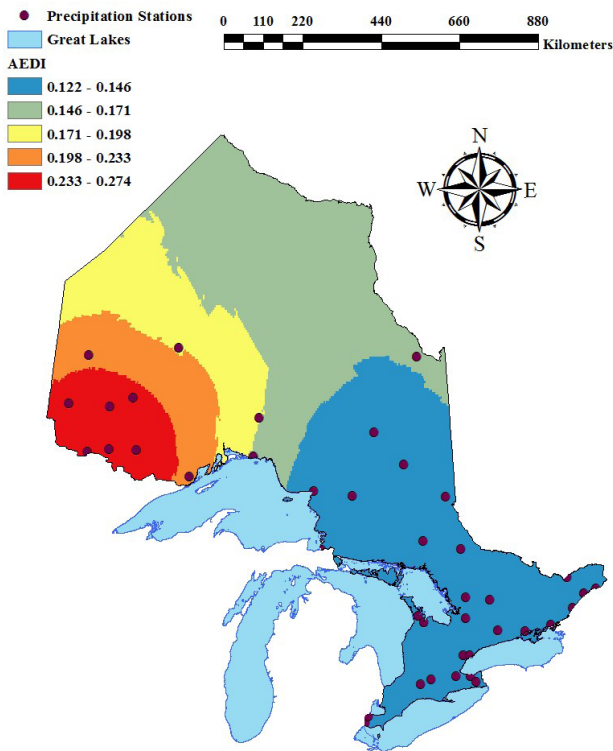 Precipitation Stations
Great Lakes
AEDI
0.122 - 0.146
0.146 - 0.171
0.171 - 0.198
0.198 - 0.233
0.233 - 0.274
0 110 220 440 660 880
Kilometers
N
W E
S